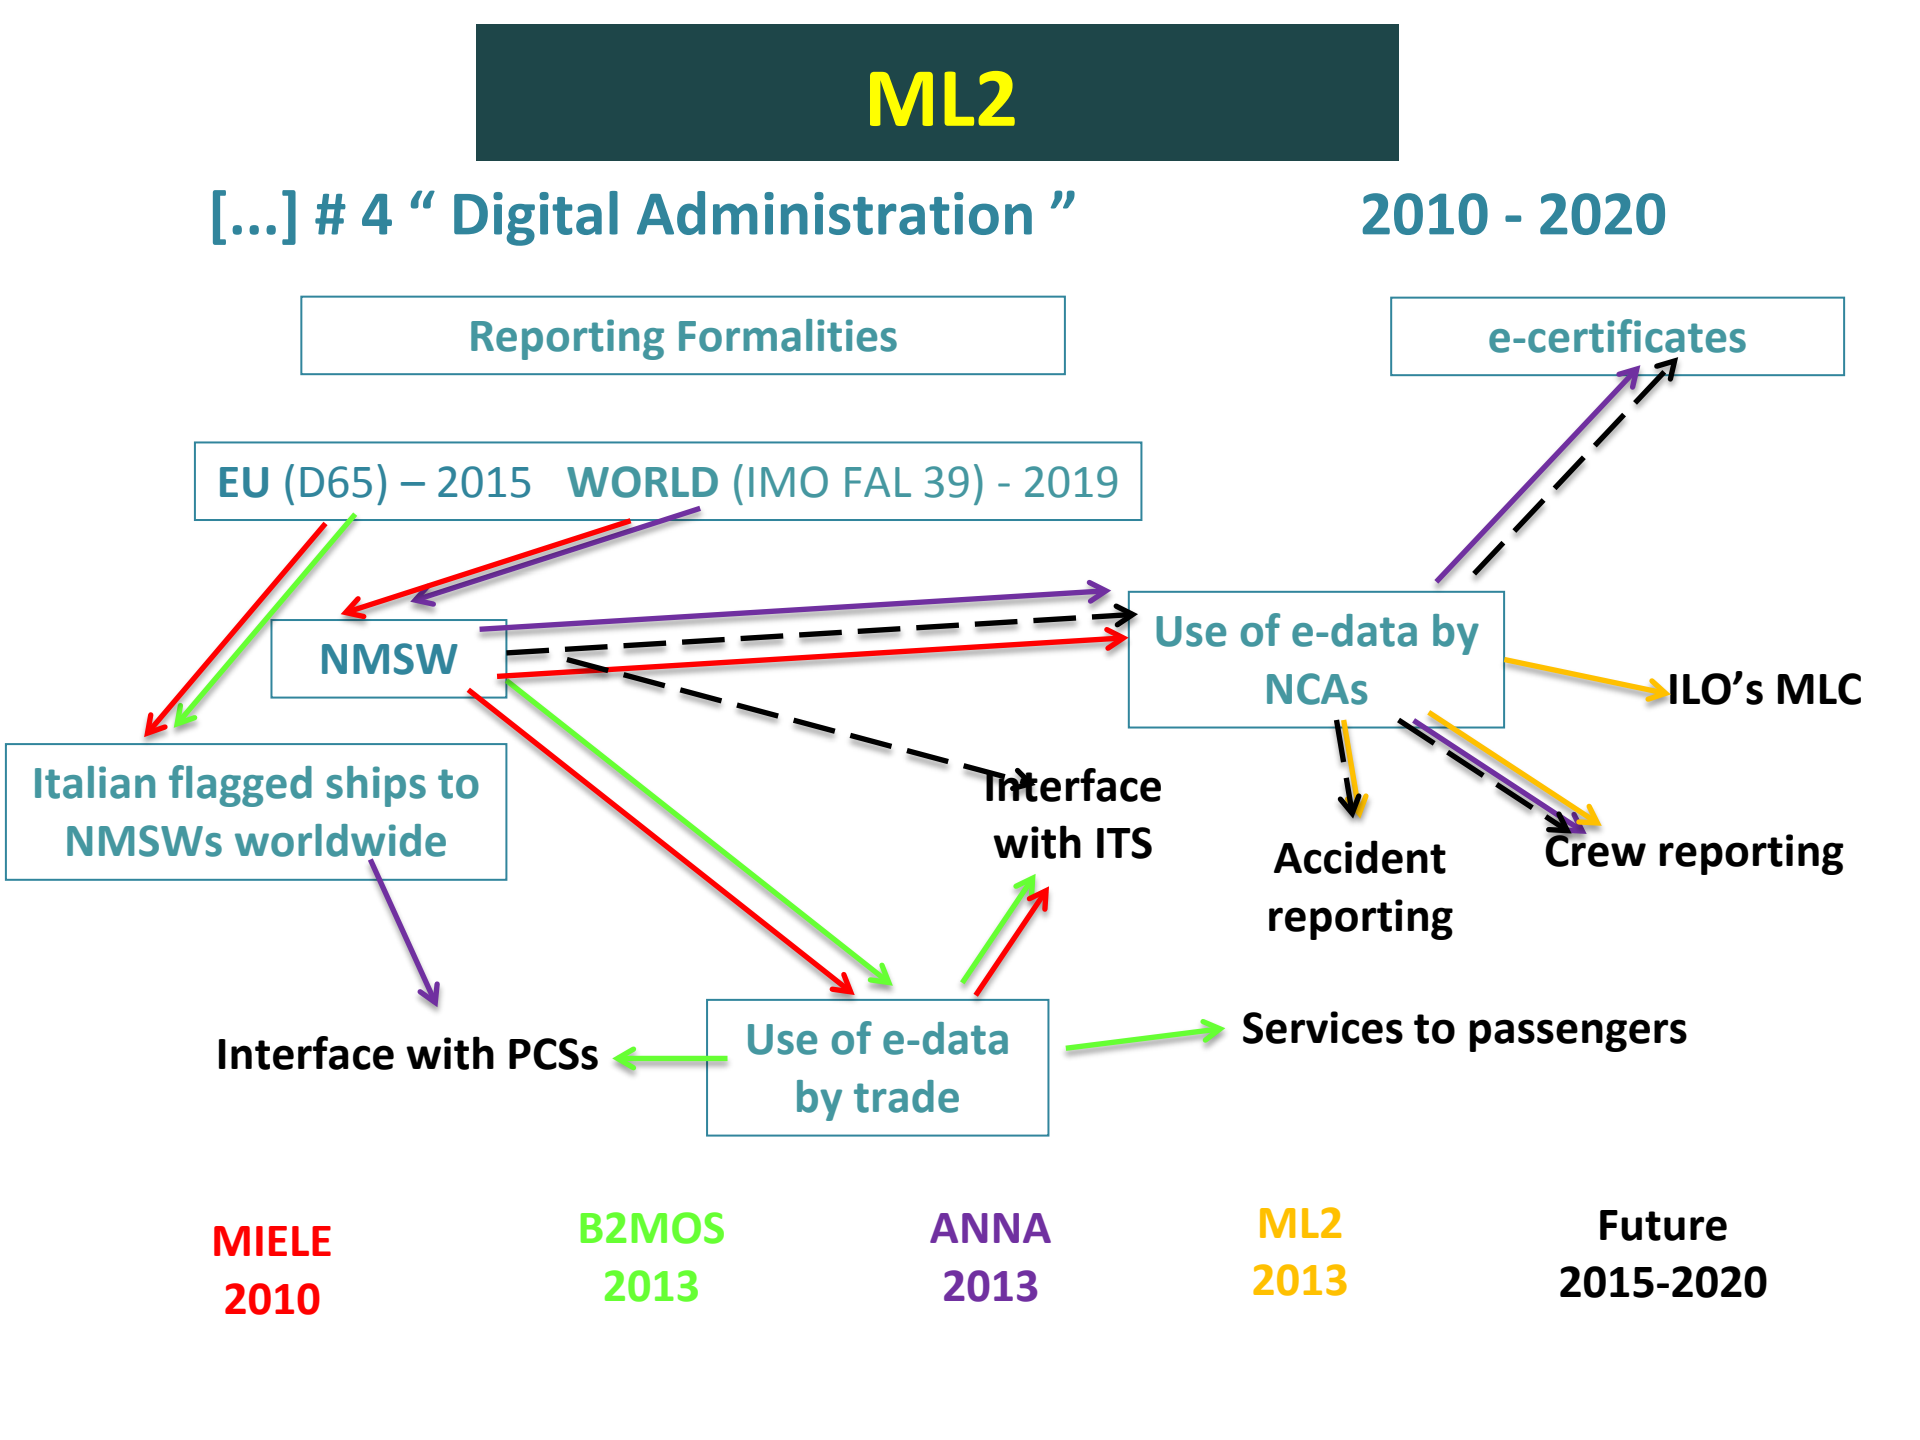 ML2
[...] # 4 “ Digital Administration ” 2010 - 2020
Reporting Formalities
e-certificates
EU (D65) – 2015 WORLD (IMO FAL 39) - 2019
NMSW
Use of e-data by
NCAs
ILO’s MLC
Italian flagged ships to
NMSWs worldwide
Interface
with ITS
Accident
reporting
Crew reporting
Interface with PCSs
Use of e-data
by trade
Services to passengers
MIELE
2010
B2MOS
2013
ANNA
2013
ML2
2013
Future
2015-2020